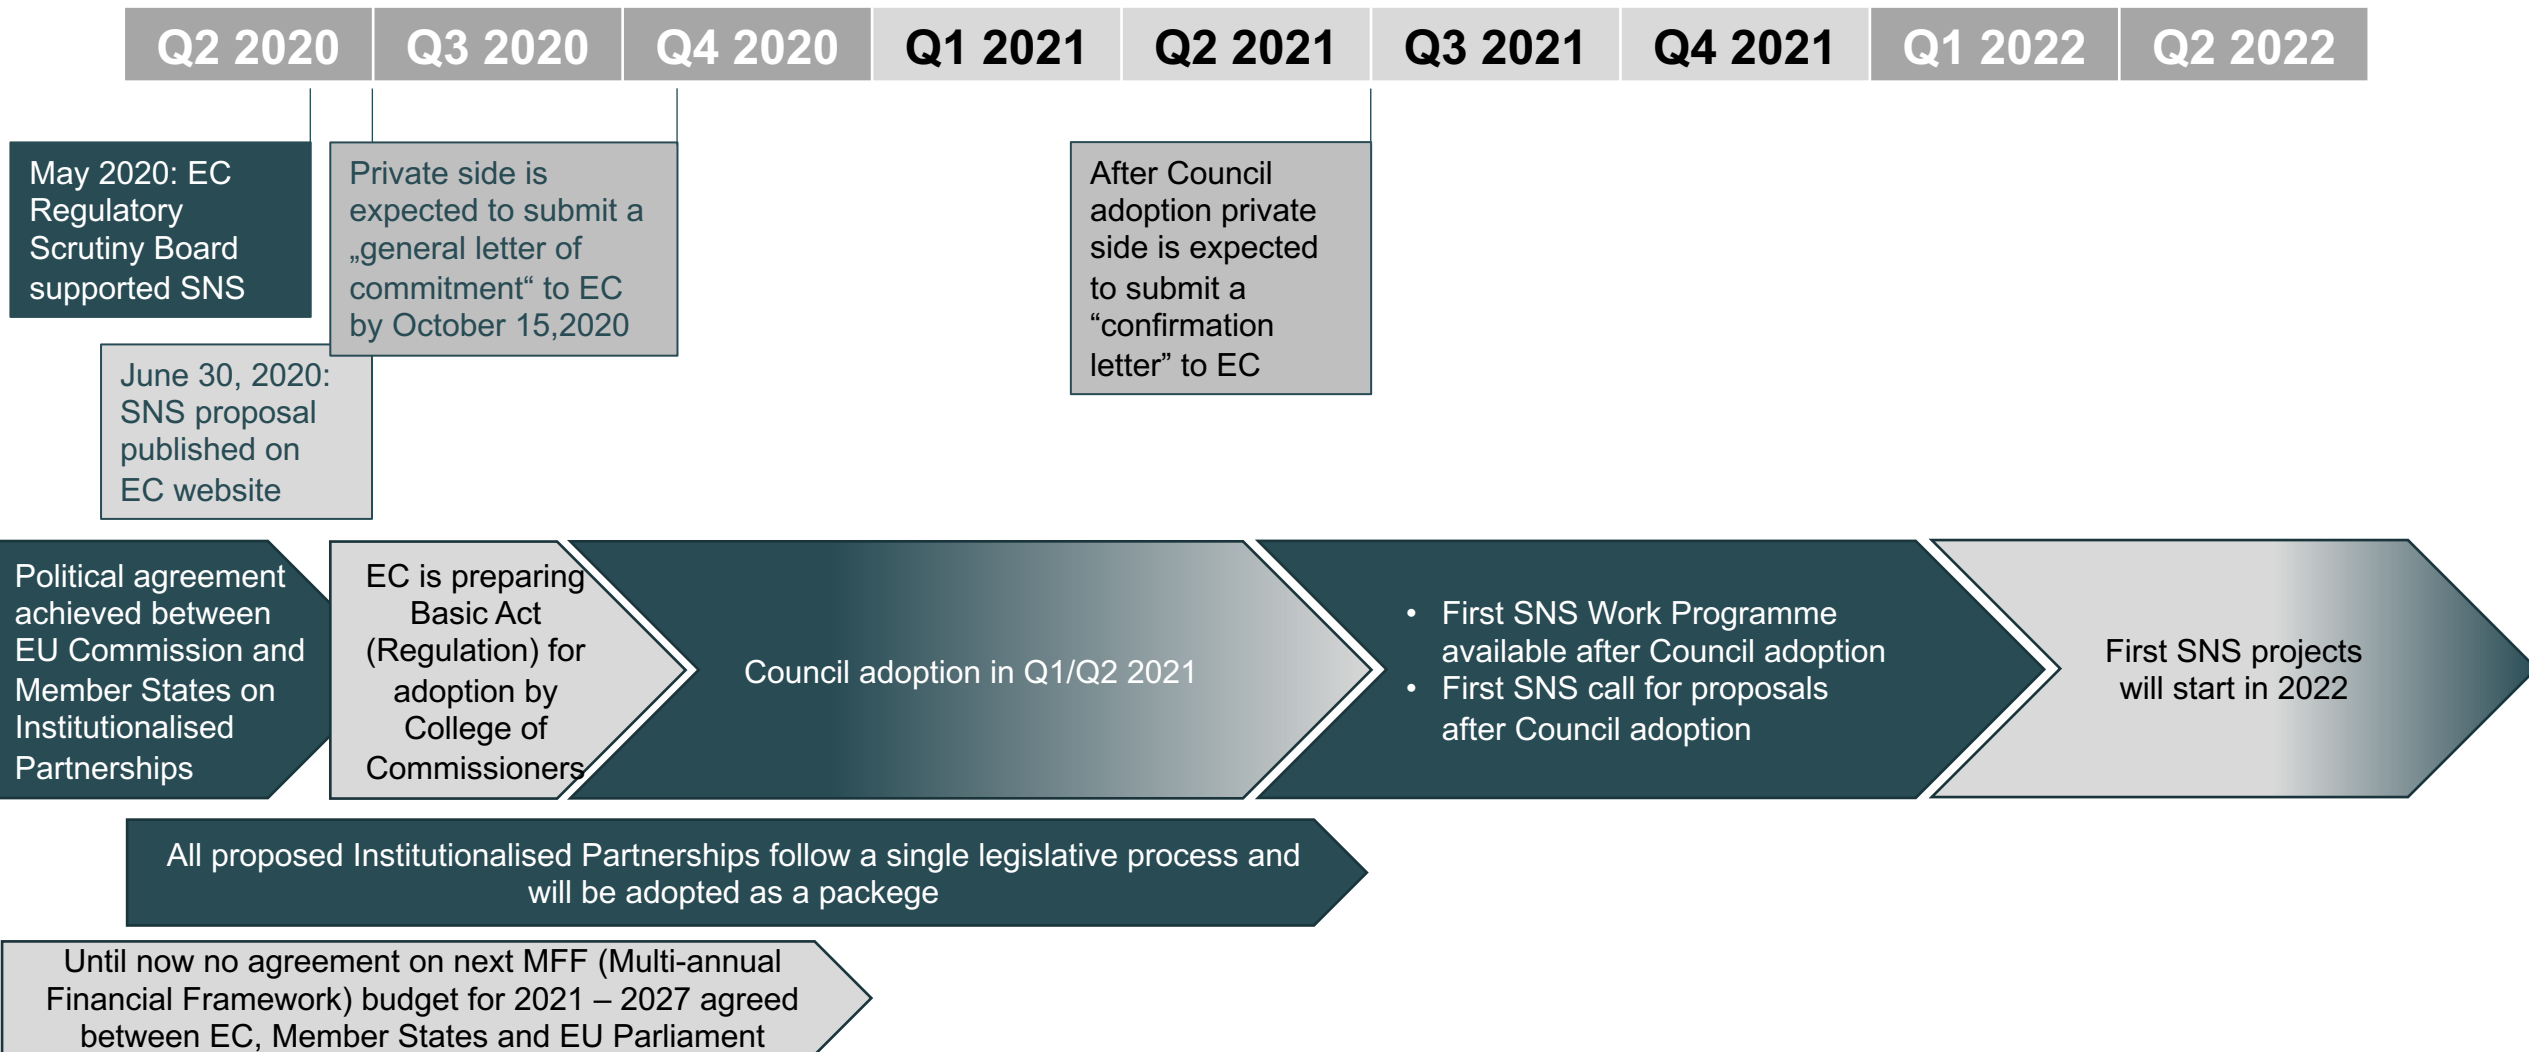 Q2 2020 Q3 2020 Q4 2020 Q1 2021 Q2 2021 Q3 2021 Q4 2021 Q1 2022 Q2 2022
May 2020: EC
Regulatory
Scrutiny Board
supported SNS
Private side is
expected to submit a
„general letter of
commitment“ to EC
by October 15,2020
After Council
adoption private
side is expected
to submit a
“confirmation
letter” to EC
June 30, 2020:
SNS proposal
published on
EC website
Political agreement
achieved between
EU Commission and
Member States on
Institutionalised
Partnerships
EC is preparing
Basic Act
(Regulation) for
adoption by
College of
Commissioners
Council adoption in Q1/Q2 2021
• First SNS Work Programme
available after Council adoption
• First SNS call for proposals
after Council adoption
First SNS projects
will start in 2022
All proposed Institutionalised Partnerships follow a single legislative process and
will be adopted as a packege
Until now no agreement on next MFF (Multi-annual
Financial Framework) budget for 2021 – 2027 agreed
between EC, Member States and EU Parliament